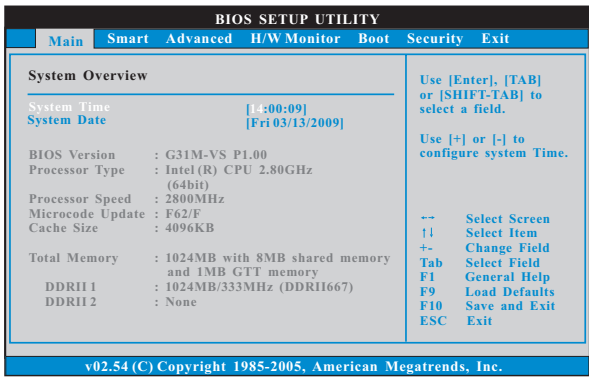 BIOS SETUP UTILITY
Main Smart Advanced H/W Monitor Boot Security Exit
System Overview
System Time [14:00:09]
System Date [Fri 03/13/2009]
BIOS Version : G31M-VS P1.00
Processor Type : Intel (R) CPU 2.80GHz
(64bit)
Processor Speed : 2800MHz
Microcode Update : F62/F
Cache Size : 4096KB
Total Memory : 1024MB with 8MB shared memory
and 1MB GTT memory
DDRII 1 : 1024MB/333MHz (DDRII667)
DDRII 2 : None
Use [Enter], [TAB]
or [SHIFT-TAB] to
select a field.
Use [+] or [-] to
configure system Time.
←→ Select Screen
↑↓ Select Item
+- Change Field
Tab Select Field
F1 General Help
F9 Load Defaults
F10 Save and Exit
ESC Exit
v02.54 (C) Copyright 1985-2005, American Megatrends, Inc.